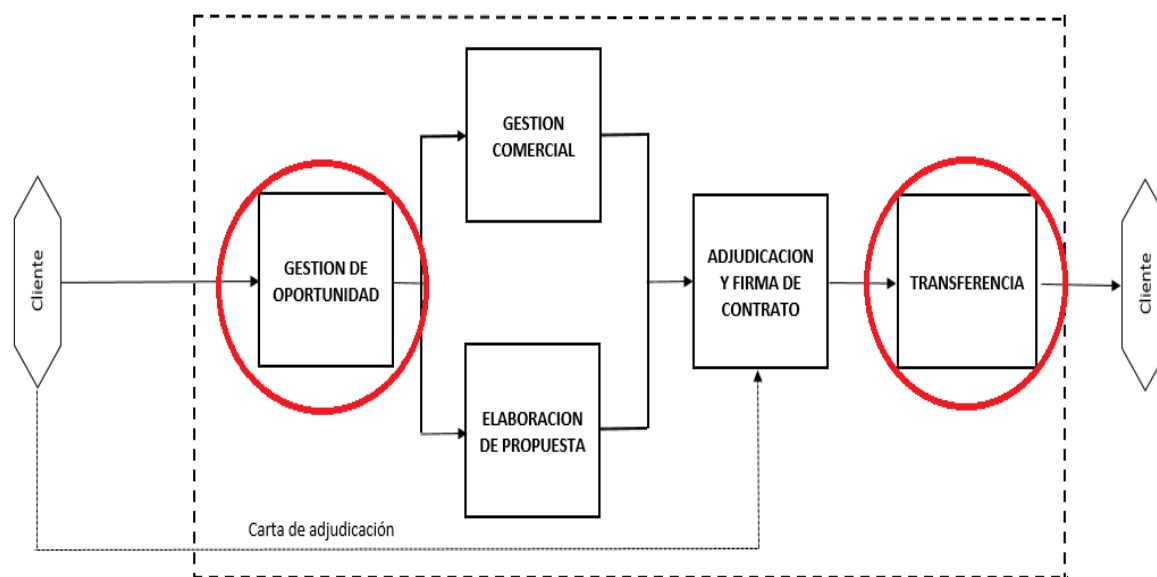 Cliente
GESTION DE
OPORTUNIDAD
GESTION
COMERCIAL
ELABORACION
DE PROPUESTA
ADJUDICACION
Y FIRMA DE
CONTRATO
TRANSFERENCIA
Cliente
Carta de adjudicación